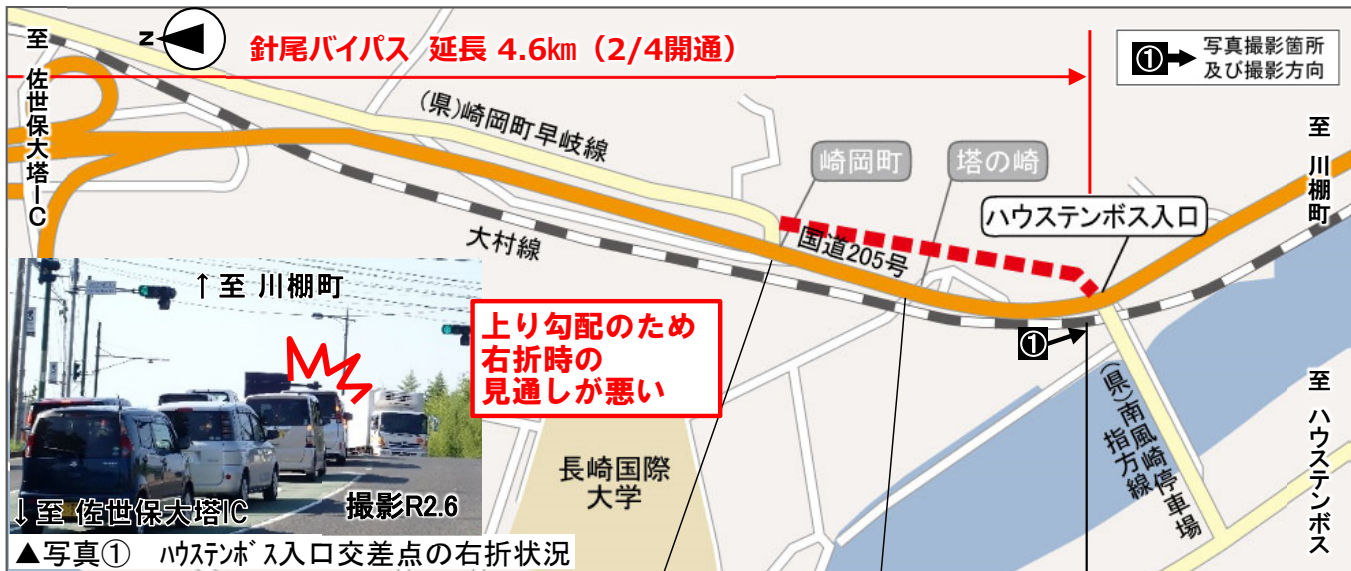 至 佐世保大塔IC
N
針尾バイパス 延長 4.6km（2/4開通）
① 写真撮影箇所
及び撮影方向
至 川棚町
(県)崎岡町早岐線
崎岡町
塔の崎
ハウステンボス入口
大村線
国道205号
↑至 川棚町
上り勾配のため
右折時の
見通しが悪い
①
(県)南風崎停車場
指方線
至 ハウステンボス
長崎国際
大学
↓至 佐世保大塔IC
撮影R2.6
▲写真① ﾊｳｽﾃﾝﾎﾞｽ入口交差点の右折状況